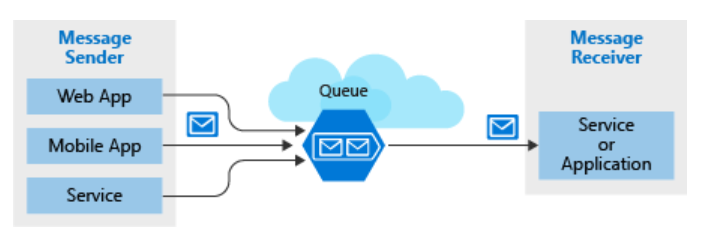 Message
Sender
Web App
Mobile App
Service
Queue
Message
Receiver
Service
or
Application